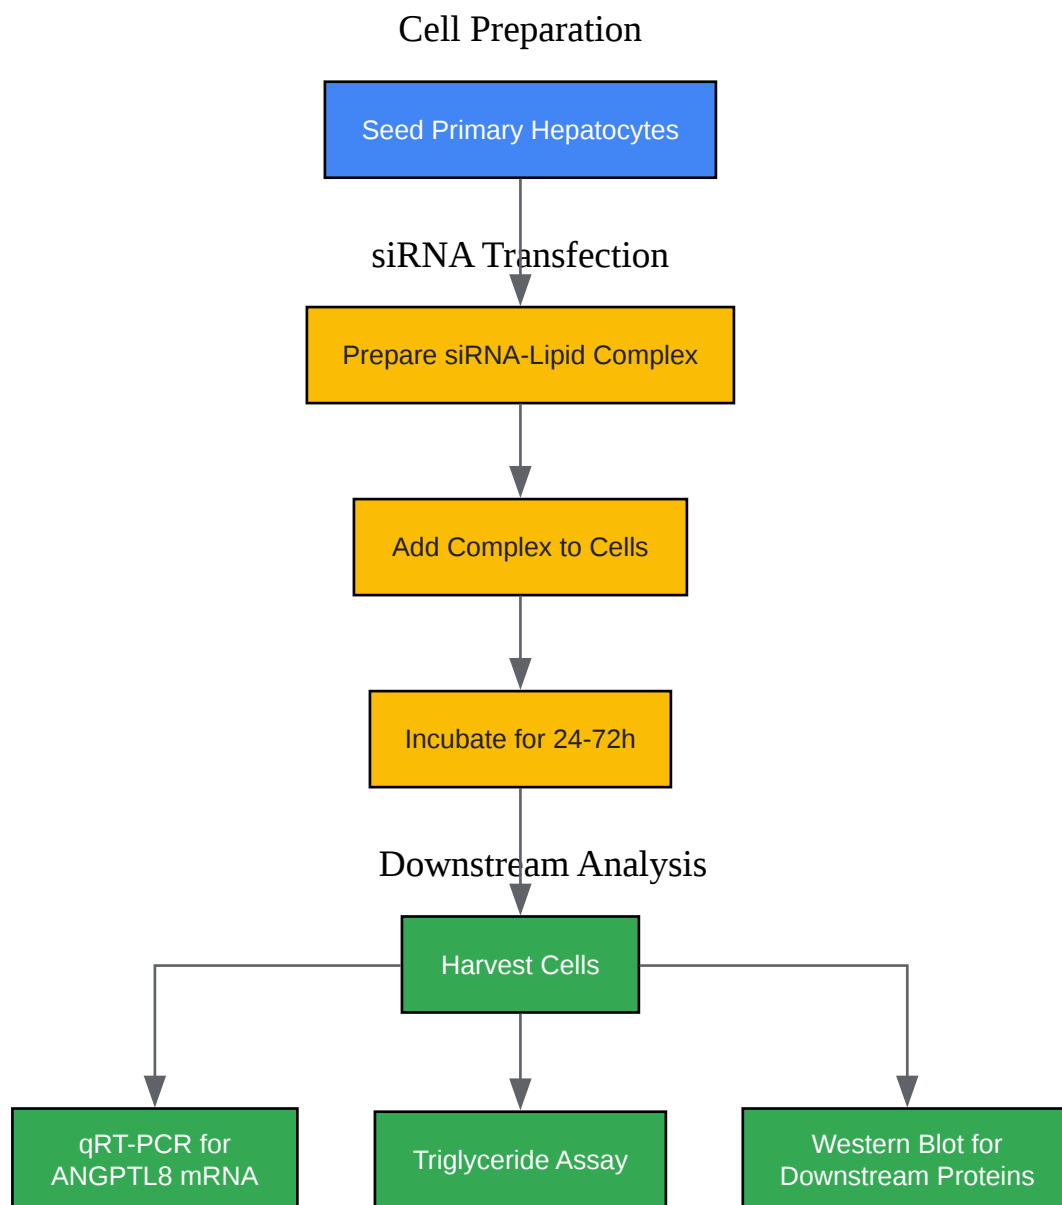 Cell Preparation
Seed Primary Hepatocytes
siRNA Transfection
Prepare siRNA-Lipid Complex
Add Complex to Cells
Incubate for 24-72h
Downstream Analysis
Harvest Cells
qRT-PCR for
ANGPTL8 mRNA
Triglyceride Assay
Western Blot for
Downstream Proteins